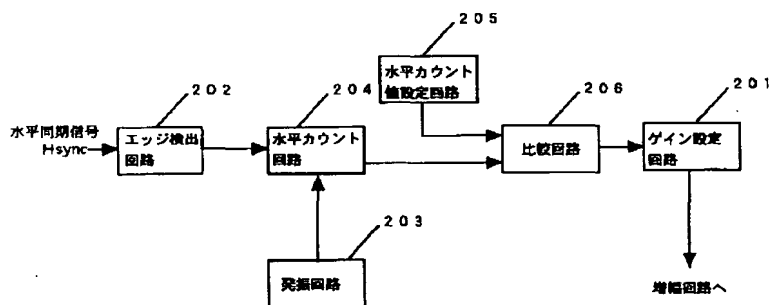 205
水平カウント
値設定回路
202
204
206
201
水平同期信号
Hsync
エッジ検出
回路
水平カウント
回路
比較回路
ゲイン設定
回路
203
発振回路
増幅回路へ